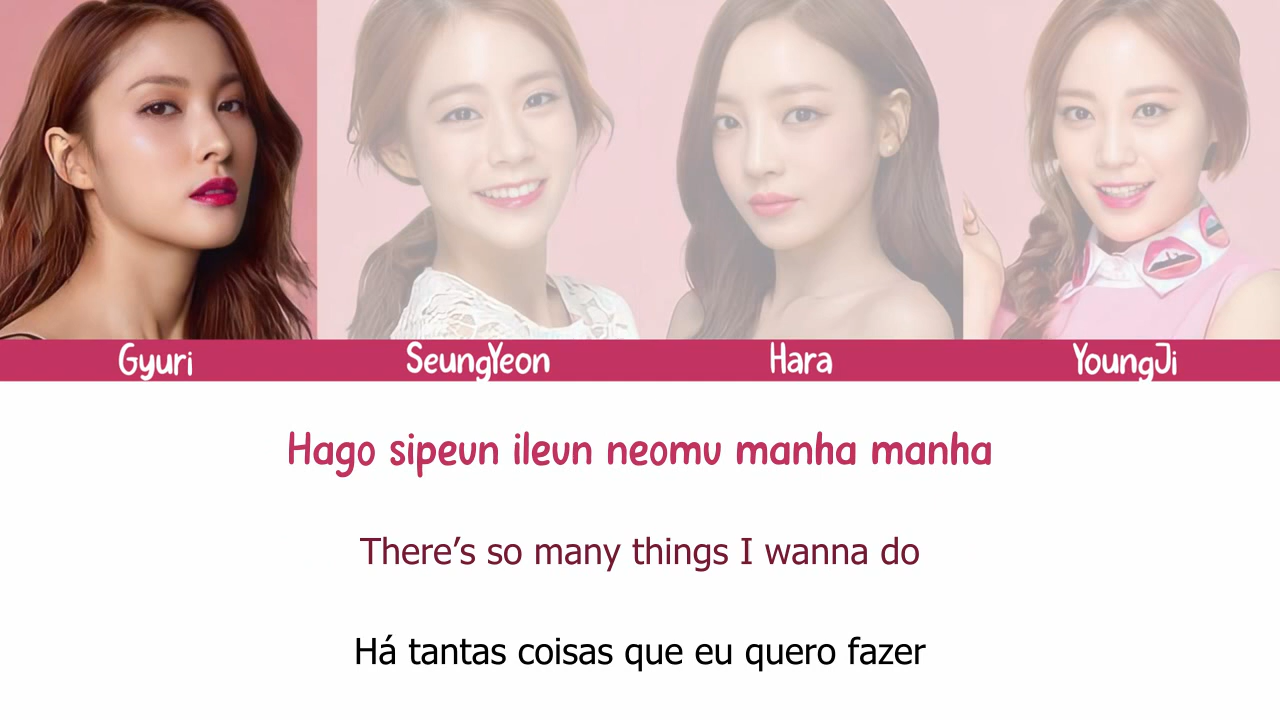 Gyuri SeungYeon Hara YoungJi
Hago sipeun ileun neomu manha manha
There’s so many things I wanna do
Há tantas coisas que eu quero fazer